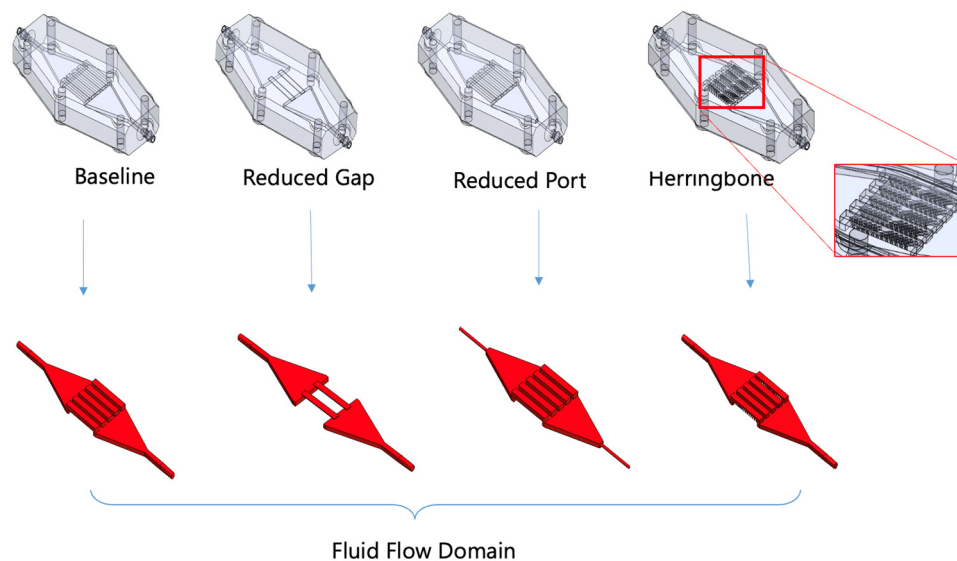 Baseline
Reduced Gap
Reduced Port
Herringbone
Fluid Flow Domain